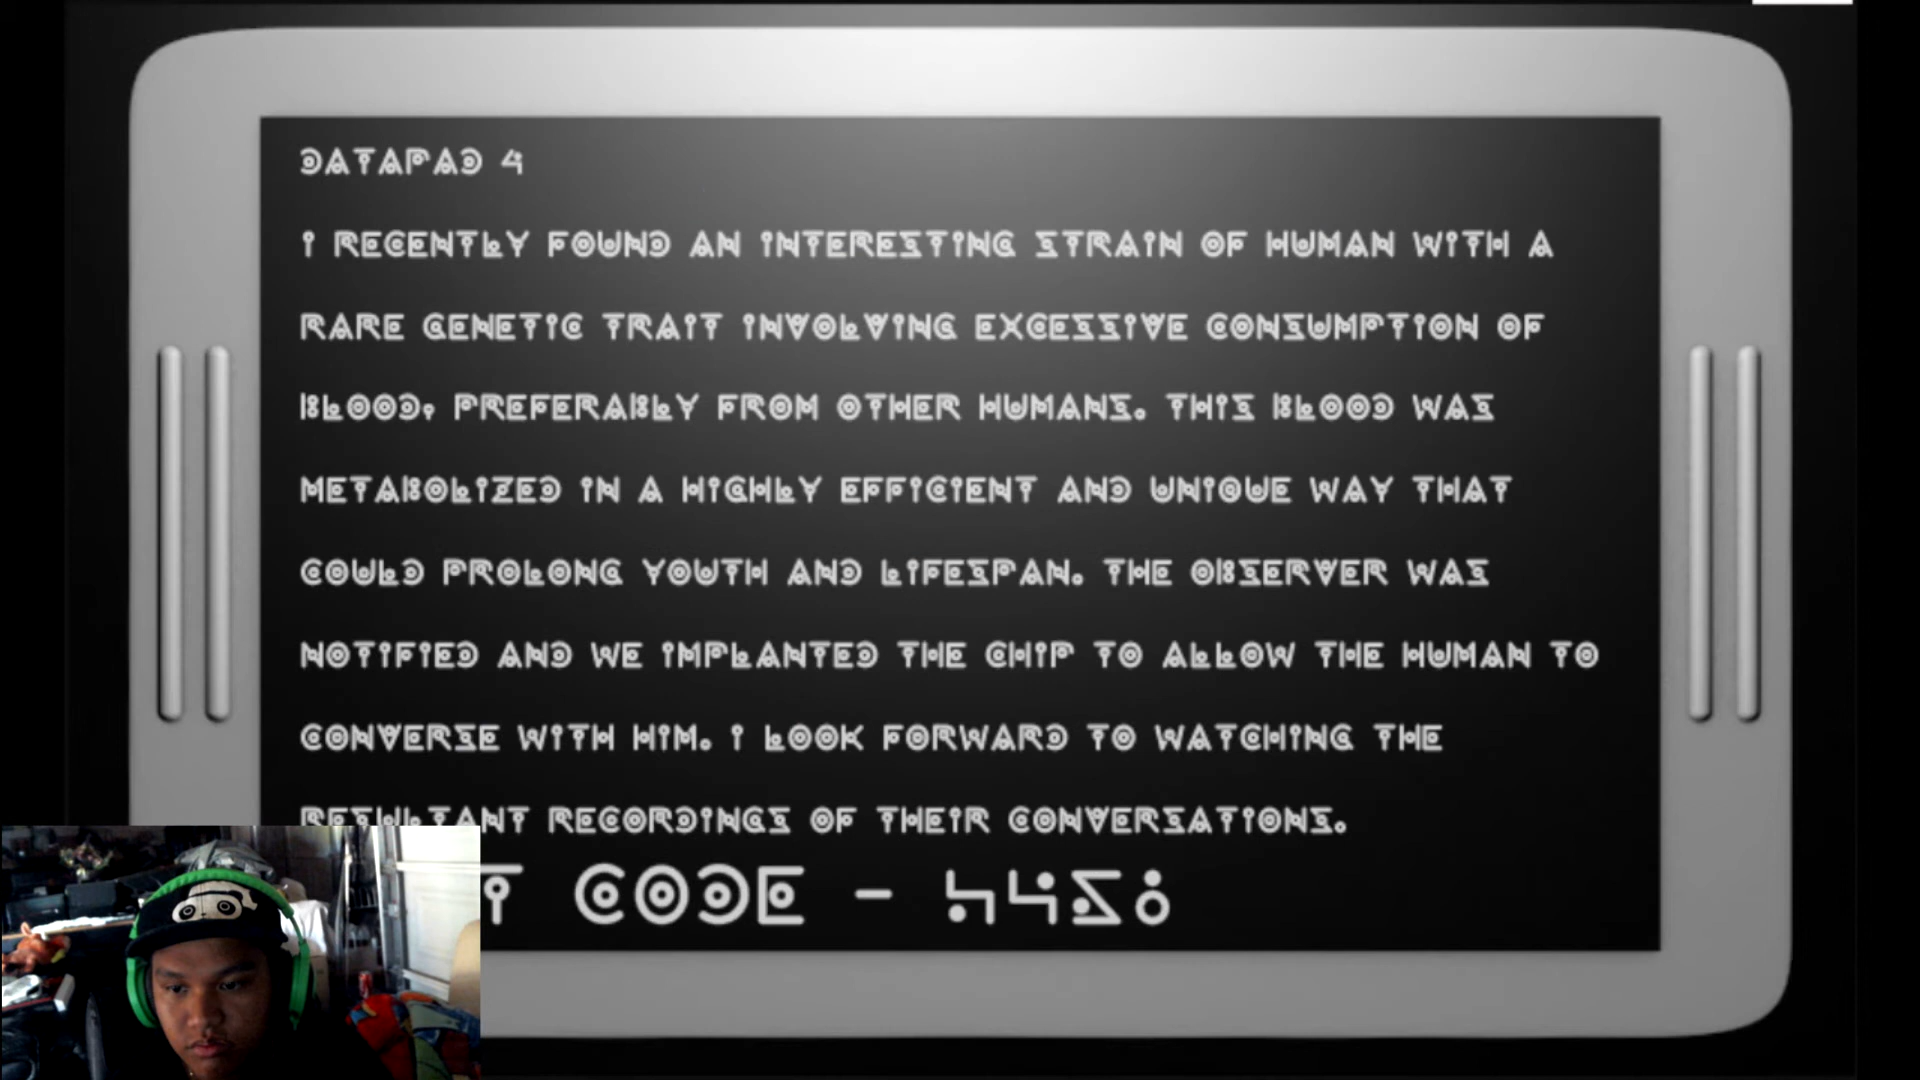 DATAPAD 4
I RECENTLY FOUND AN INTERESTING STRAIN OF HUMAN WITH A
RARE GENETIC TRAIT INVOLVING EXCESSIVE CONSUMPTION OF
BLOOD, PREFERABLY FROM OTHER HUMANS. THIS BLOOD WAS
METABOLIZED IN A HIGHLY EFFICIENT AND UNIQUE WAY THAT
COULD PROLONG YOUTH AND LIFESPAN. THE OBSERVER WAS
NOTIFIED AND WE IMPLANTED THE CHIP TO ALLOW THE HUMAN TO
CONVERSE WITH HIM. I LOOK FORWARD TO WATCHING THE
RESULTANT RECORDINGS OF THEIR CONVERSATIONS.
CODE -